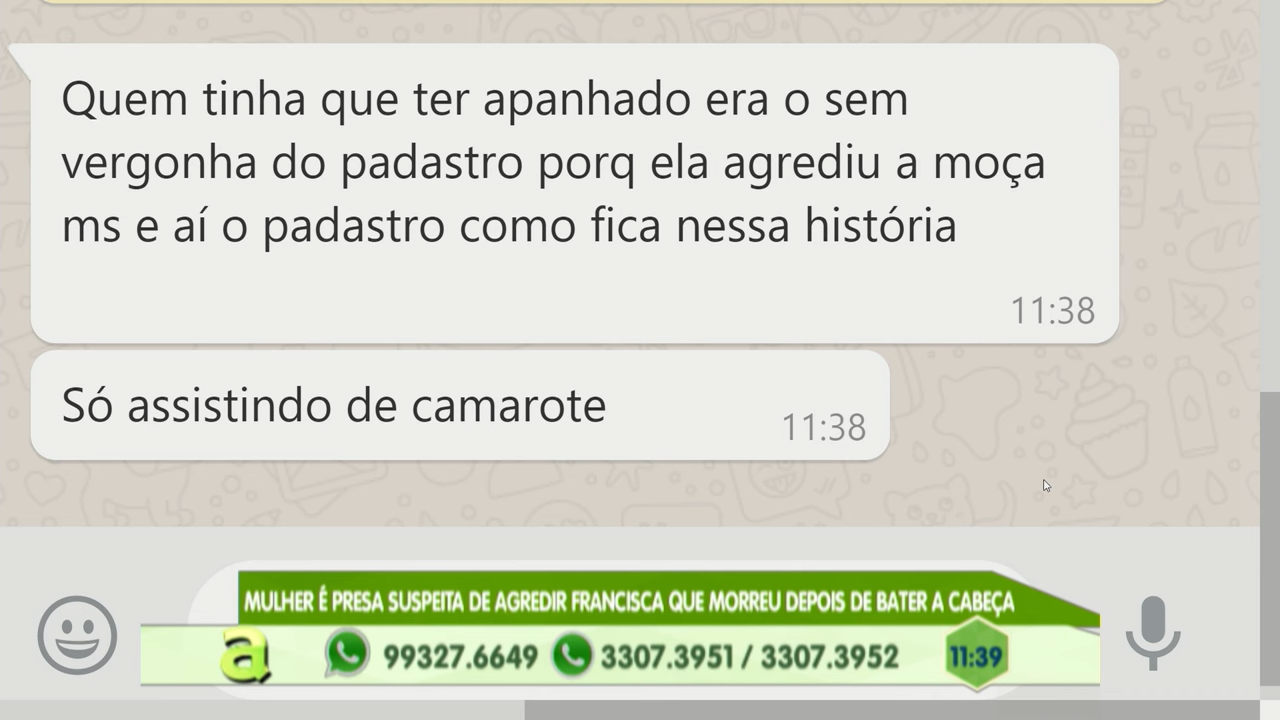 Quem tinha que ter apanhado era o sem
vergonha do padastro porq ela agrediu a moça
ms e aí o padastro como fica nessa história
11:38
Só assistindo de camarote
11:38
MULHER É PRESA SUSPEITA DE AGREDIR FRANCISCA QUE MORREU DEPOIS DE BATER A CABEÇA
a 99327.6649 3307.3951 / 3307.3952 11:39